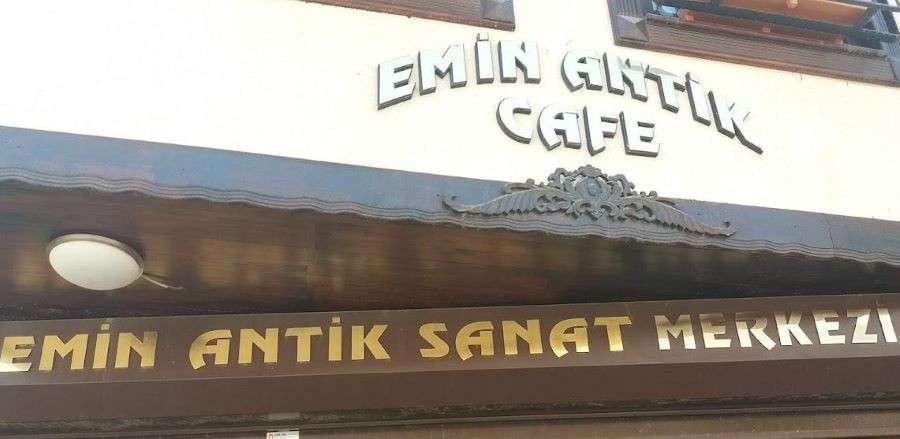 EMİN ANTİK
CAFE
EMİN ANTİK SANAT MERKEZİ